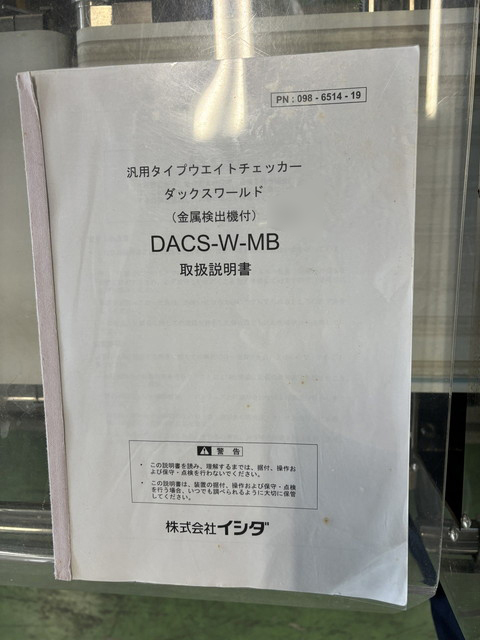 PN : 098 - 6514 - 19
汎用タイプウエイトチェッカー
ダックスワールド
（金属検出機付）
DACS-W-MB
取扱説明書
警 告
・ この説明書を読み、理解するまでは、据付、操作お
よび保守・点検を行わないでください。
・ この説明書は、装置の据付、操作および保守・点検
を行う場合、いつでも調べられるように大切に保管
してください。
株式会社イシダ